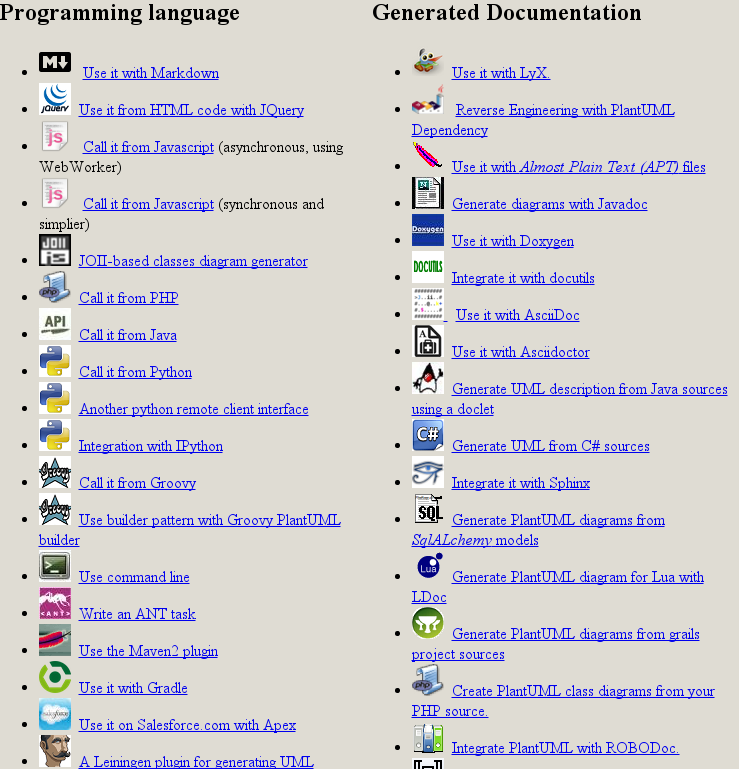 Programming language
Use it with Markdown
Use it from HTML code with JQuery
Call it from Javascript (asynchronous, using
WebWorker)
Call it from Javascript (synchronous and
simplier)
JOII-based classes diagram generator
Call it from PHP
Call it from Java
Call it from Python
Another python remote client interface
Integration with IPython
Call it from Groovy
Use builder pattern with Groovy PlantUML
builder
Use command line
Write an ANT task
Use the Maven2 plugin
Use it with Gradle
Use it on Salesforce.com with Apex
A Leiningen plugin for generating UML
Generated Documentation
Use it with LyX.
Reverse Engineering with PlantUML
Dependency
Use it with Almost Plain Text (APT) files
Generate diagrams with Javadoc
Use it with Doxygen
Integrate it with docutils
Use it with AsciiDoc
Use it with Asciidoctor
Generate UML description from Java sources
using a doclet
Generate UML from C# sources
Integrate it with Sphinx
Generate PlantUML diagrams from
SqlALchemy models
Generate PlantUML diagram for Lua with
LDoc
Generate PlantUML diagrams from grails
project sources
Create PlantUML class diagrams from your
PHP source.
Integrate PlantUML with ROBODoc.